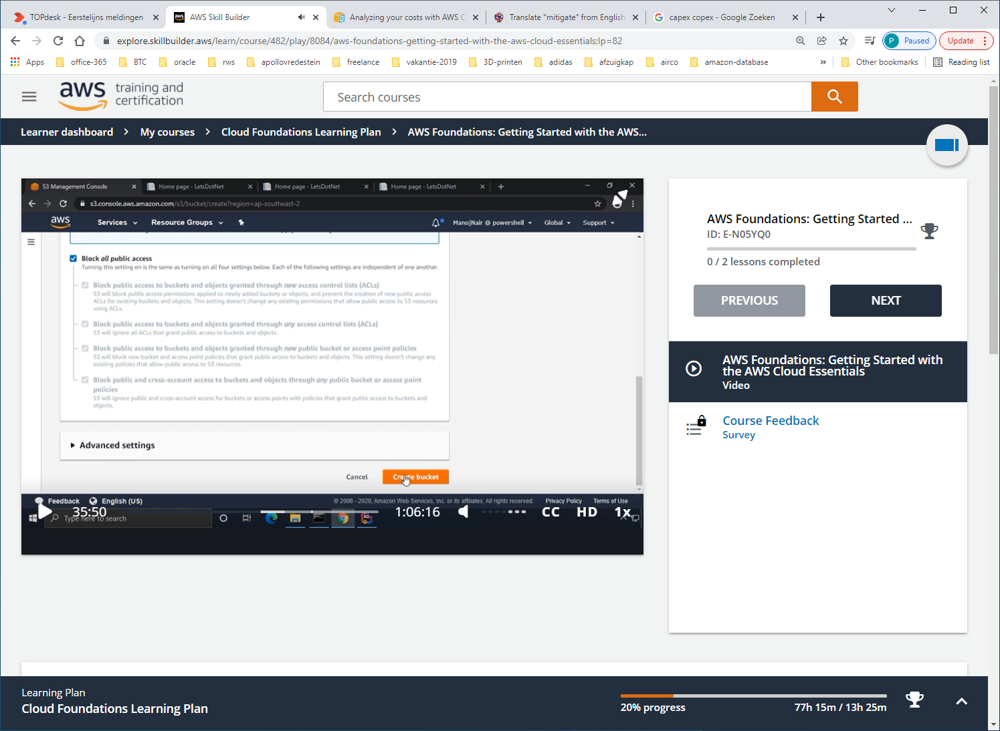 TOPdesk - Eerstelijns meldingen
AWS Skill Builder
Analyzing your costs with AWS C
Translate "mitigate" from English
capex copex - Google Zoeken
explore.skillbuilder.aws/learn/course/482/play/8084/aws-foundations-getting-started-with-the-aws-cloud-essentials;lp=82
P Paused
Update
Apps
office-365
BTC
oracle
rws
apollovredestein
freelance
vakantie-2019
3D-printen
adidas
afzuigkap
airco
amazon-database
»
Other bookmarks
Reading list
aws training and
certification
Search courses
Learner dashboard > My courses > Cloud Foundations Learning Plan > AWS Foundations: Getting Started with the AWS...
S3 Management Console
Home page - LetsDotNet
Home page - LetsDotNet
Home page - LetsDotNet
s3.console.aws.amazon.com/s3/bucket/create?region=ap-southeast-2
aws
Services
Resource Groups
ManojNair @ powershell
Global
Support
Block all public access
Turning this setting on is the same as turning on all four settings below. Each of the following settings are independent of one another.
Block public access to buckets and objects granted through new access control lists (ACLs)
S3 will block public access permissions applied to newly added buckets or objects, and prevent the creation of new public access
ACLs for existing buckets and objects. This setting doesn't change any existing permissions that allow public access to S3 resources
using ACLs.
Block public access to buckets and objects granted through any access control lists (ACLs)
S3 will ignore all ACLs that grant public access to buckets and objects.
Block public access to buckets and objects granted through new public bucket or access point policies
S3 will block new bucket and access point policies that grant public access to buckets and objects. This setting doesn't change any
existing policies that allow public access to S3 resources.
Block public and cross-account access to buckets and objects through any public bucket or access point
policies
S3 will ignore public and cross-account access for buckets or access points with policies that grant public access to buckets and
objects.
Advanced settings
Cancel
Create bucket
Feedback
English (US)
© 2008 - 2020, Amazon Web Services, Inc. or its affiliates. All rights reserved.
Privacy Policy
Terms of Use
35:50
Type here to search
1:06:16
CC
HD
1x
AWS Foundations: Getting Started ...
ID: E-N05YQ0
0 / 2 lessons completed
PREVIOUS
NEXT
AWS Foundations: Getting Started with
the AWS Cloud Essentials
Video
Course Feedback
Survey
Learning Plan
Cloud Foundations Learning Plan
20% progress
77h 15m / 13h 25m